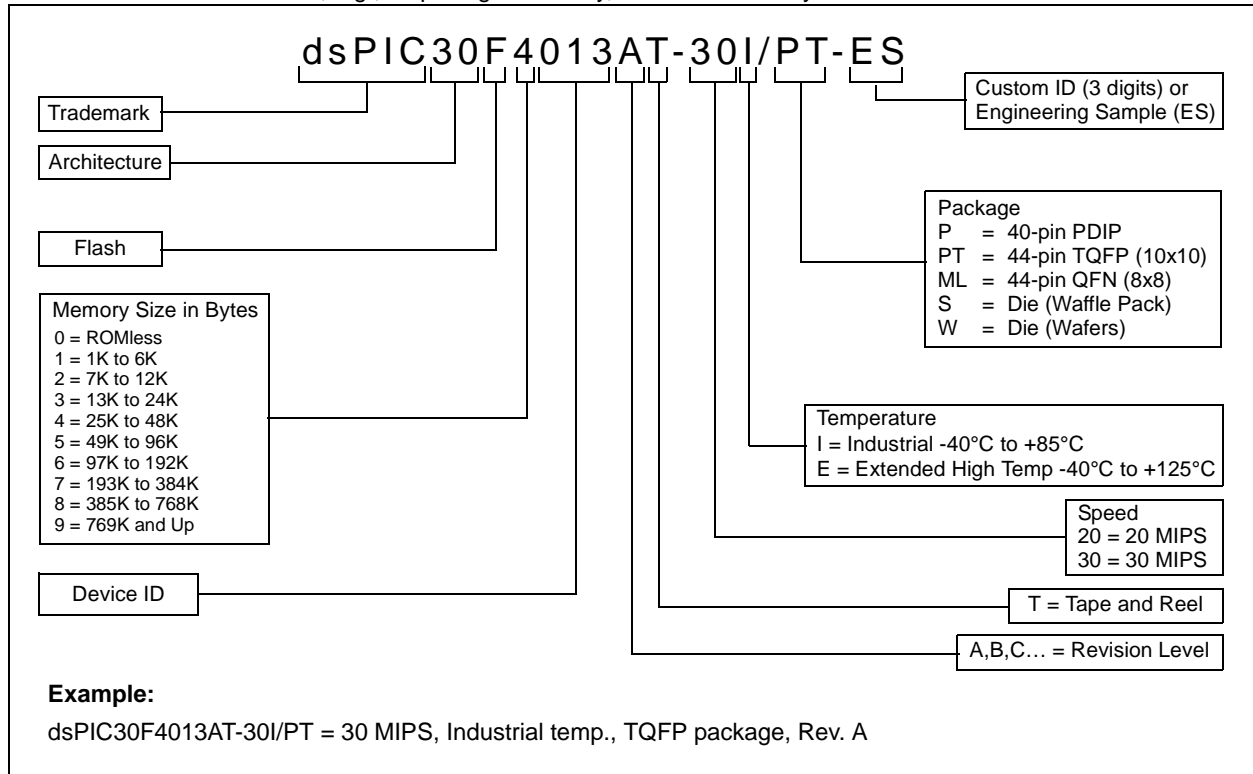 dsPIC30F4013AT-30I/PT-ES
Trademark
Architecture
Flash
Memory Size in Bytes
0 = ROMless
1 = 1K to 6K
2 = 7K to 12K
3 = 13K to 24K
4 = 25K to 48K
5 = 49K to 96K
6 = 97K to 192K
7 = 193K to 384K
8 = 385K to 768K
9 = 769K and Up
Device ID
Custom ID (3 digits) or
Engineering Sample (ES)
Package
P = 40-pin PDIP
PT = 44-pin TQFP (10x10)
ML = 44-pin QFN (8x8)
S = Die (Waffle Pack)
W = Die (Wafers)
Temperature
I = Industrial -40°C to +85°C
E = Extended High Temp -40°C to +125°C
Speed
20 = 20 MIPS
30 = 30 MIPS
T = Tape and Reel
A,B,C… = Revision Level
Example:
dsPIC30F4013AT-30I/PT = 30 MIPS, Industrial temp., TQFP package, Rev. A